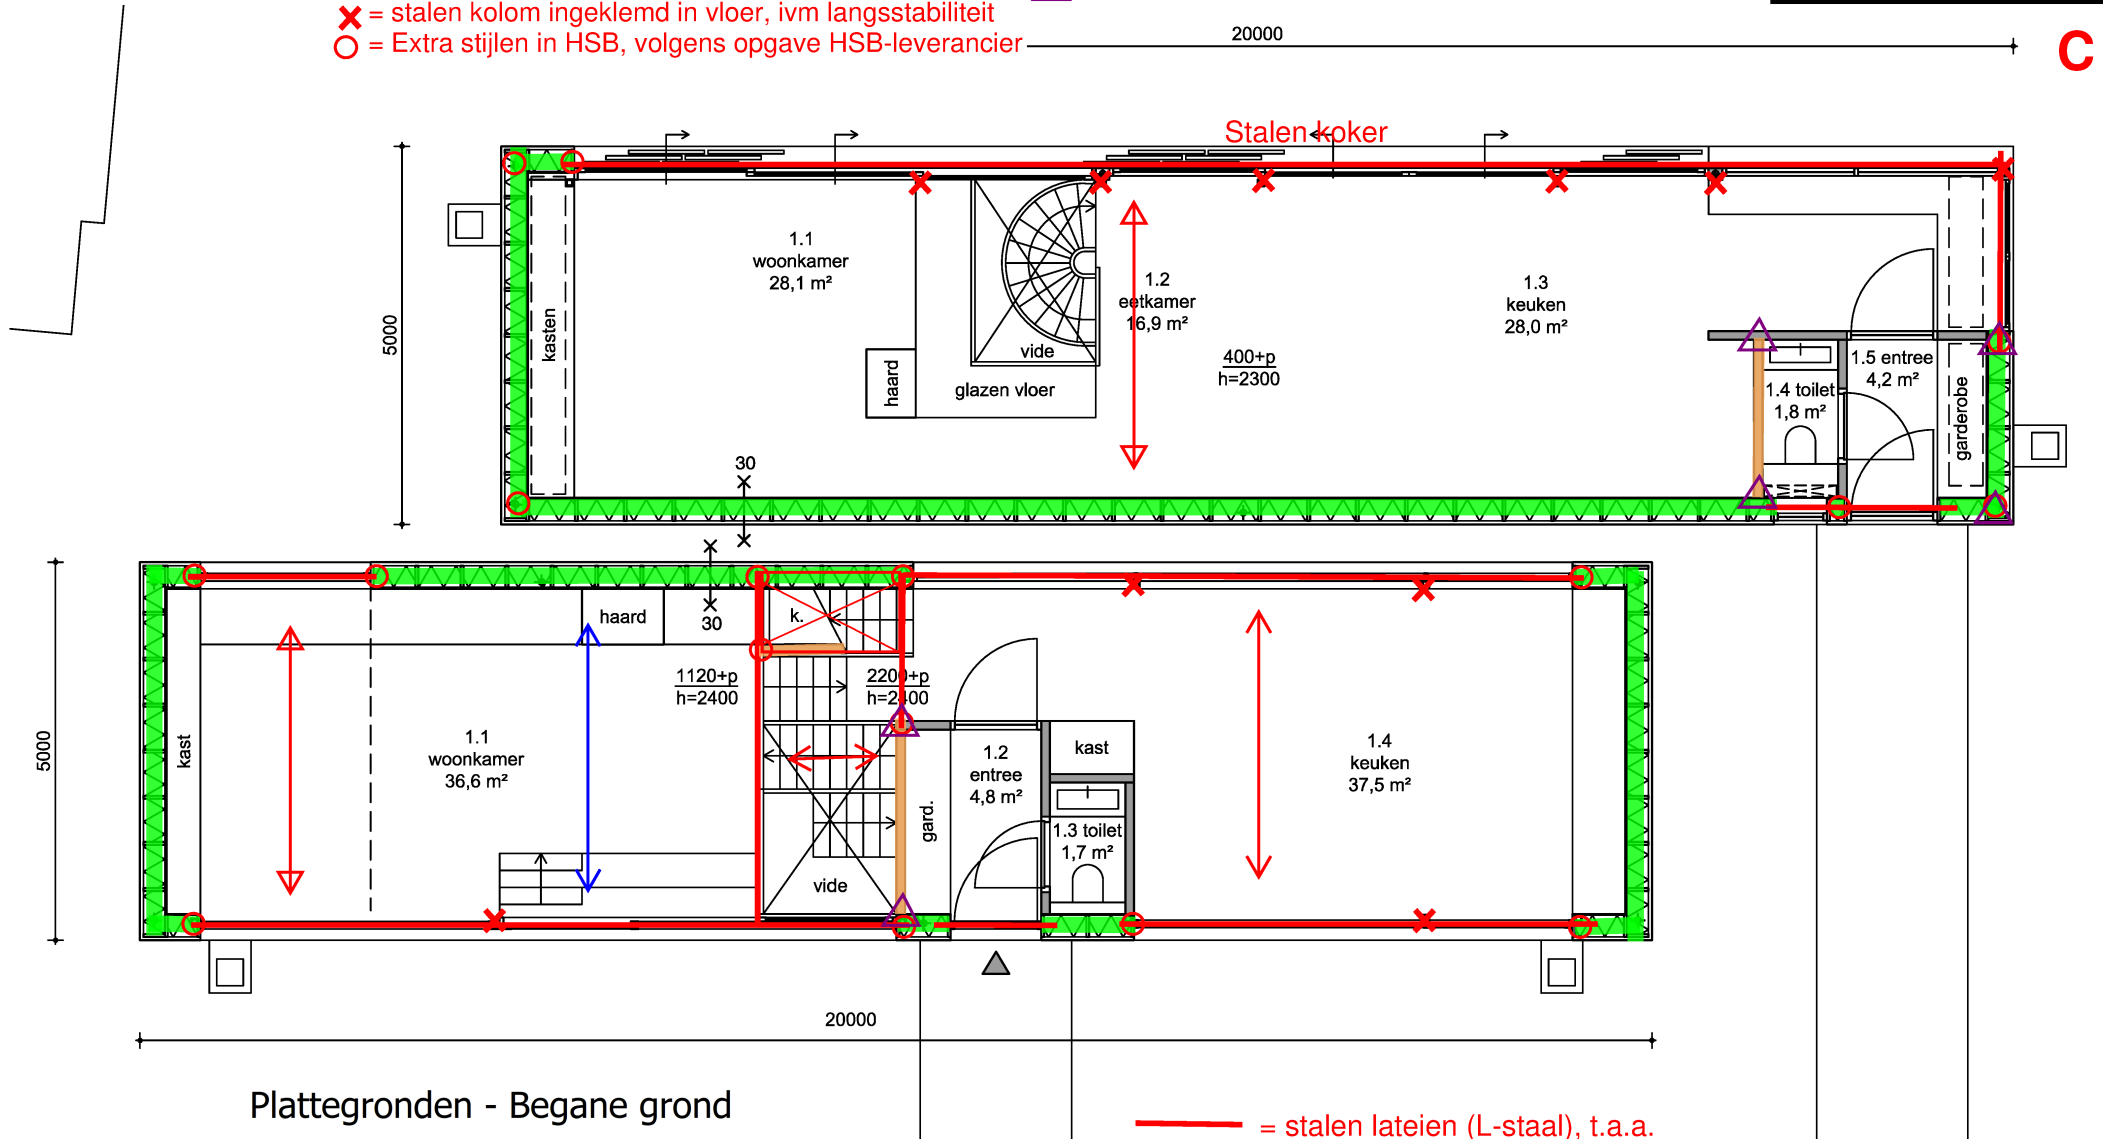 = stalen kolom ingeklemd in vloer, ivm langsstabiliteit
= Extra stijlen in HSB, volgens opgave HSB-leverancier
20000
C
Stalen koker
5000
kasten
1.1
woonkamer
28,1 m²
haard
vide
glazen vloer
1.2
eetkamer
16,9 m²
400+p
h=2300
1.3
keuken
28,0 m²
1.4 toilet
1,8 m²
1.5 entree
4,2 m²
garderobe
30
30
5000
kast
haard
k.
1120+p
h=2400
2200+p
h=2400
1.1
woonkamer
36,6 m²
vide
gard.
1.2
entree
4,8 m²
kast
1.3 toilet
1,7 m²
1.4
keuken
37,5 m²
20000
Plattegronden - Begane grond
= stalen lateien (L-staal), t.a.a.